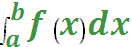 ∫ₐᵇ f (x)dx